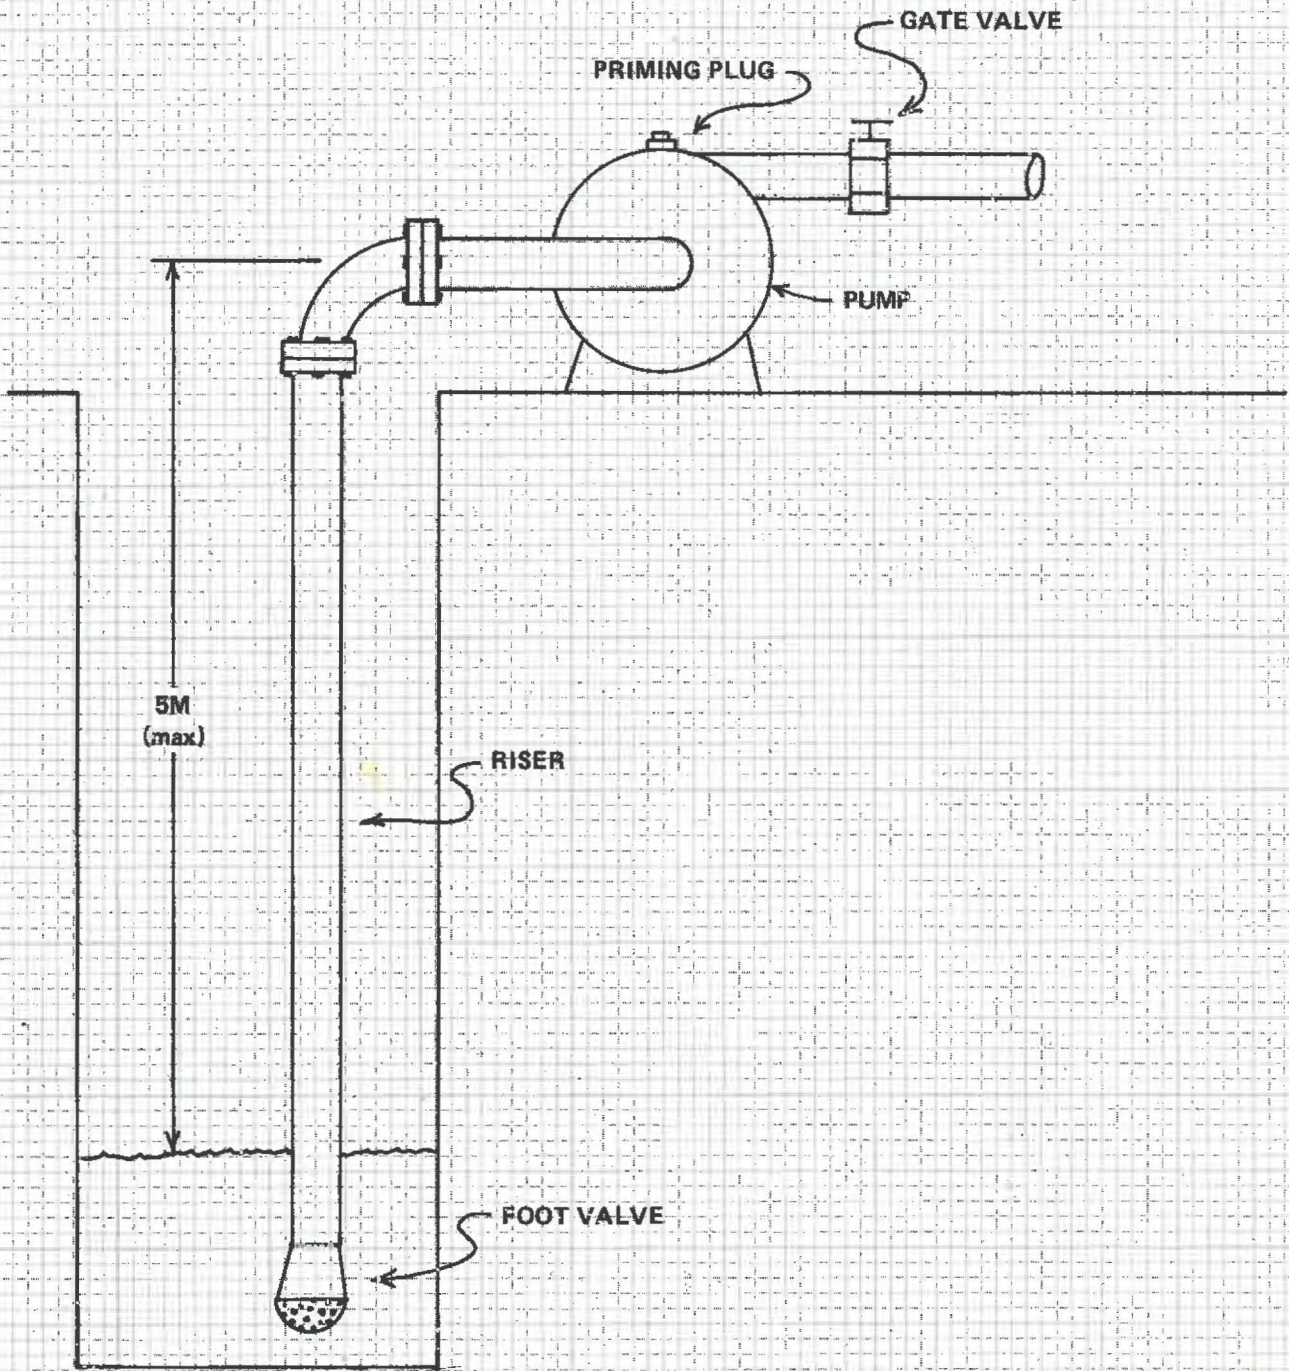 GATE VALVE
PRIMING PLUG
PUMP
5M
(max)
RISER
FOOT VALVE